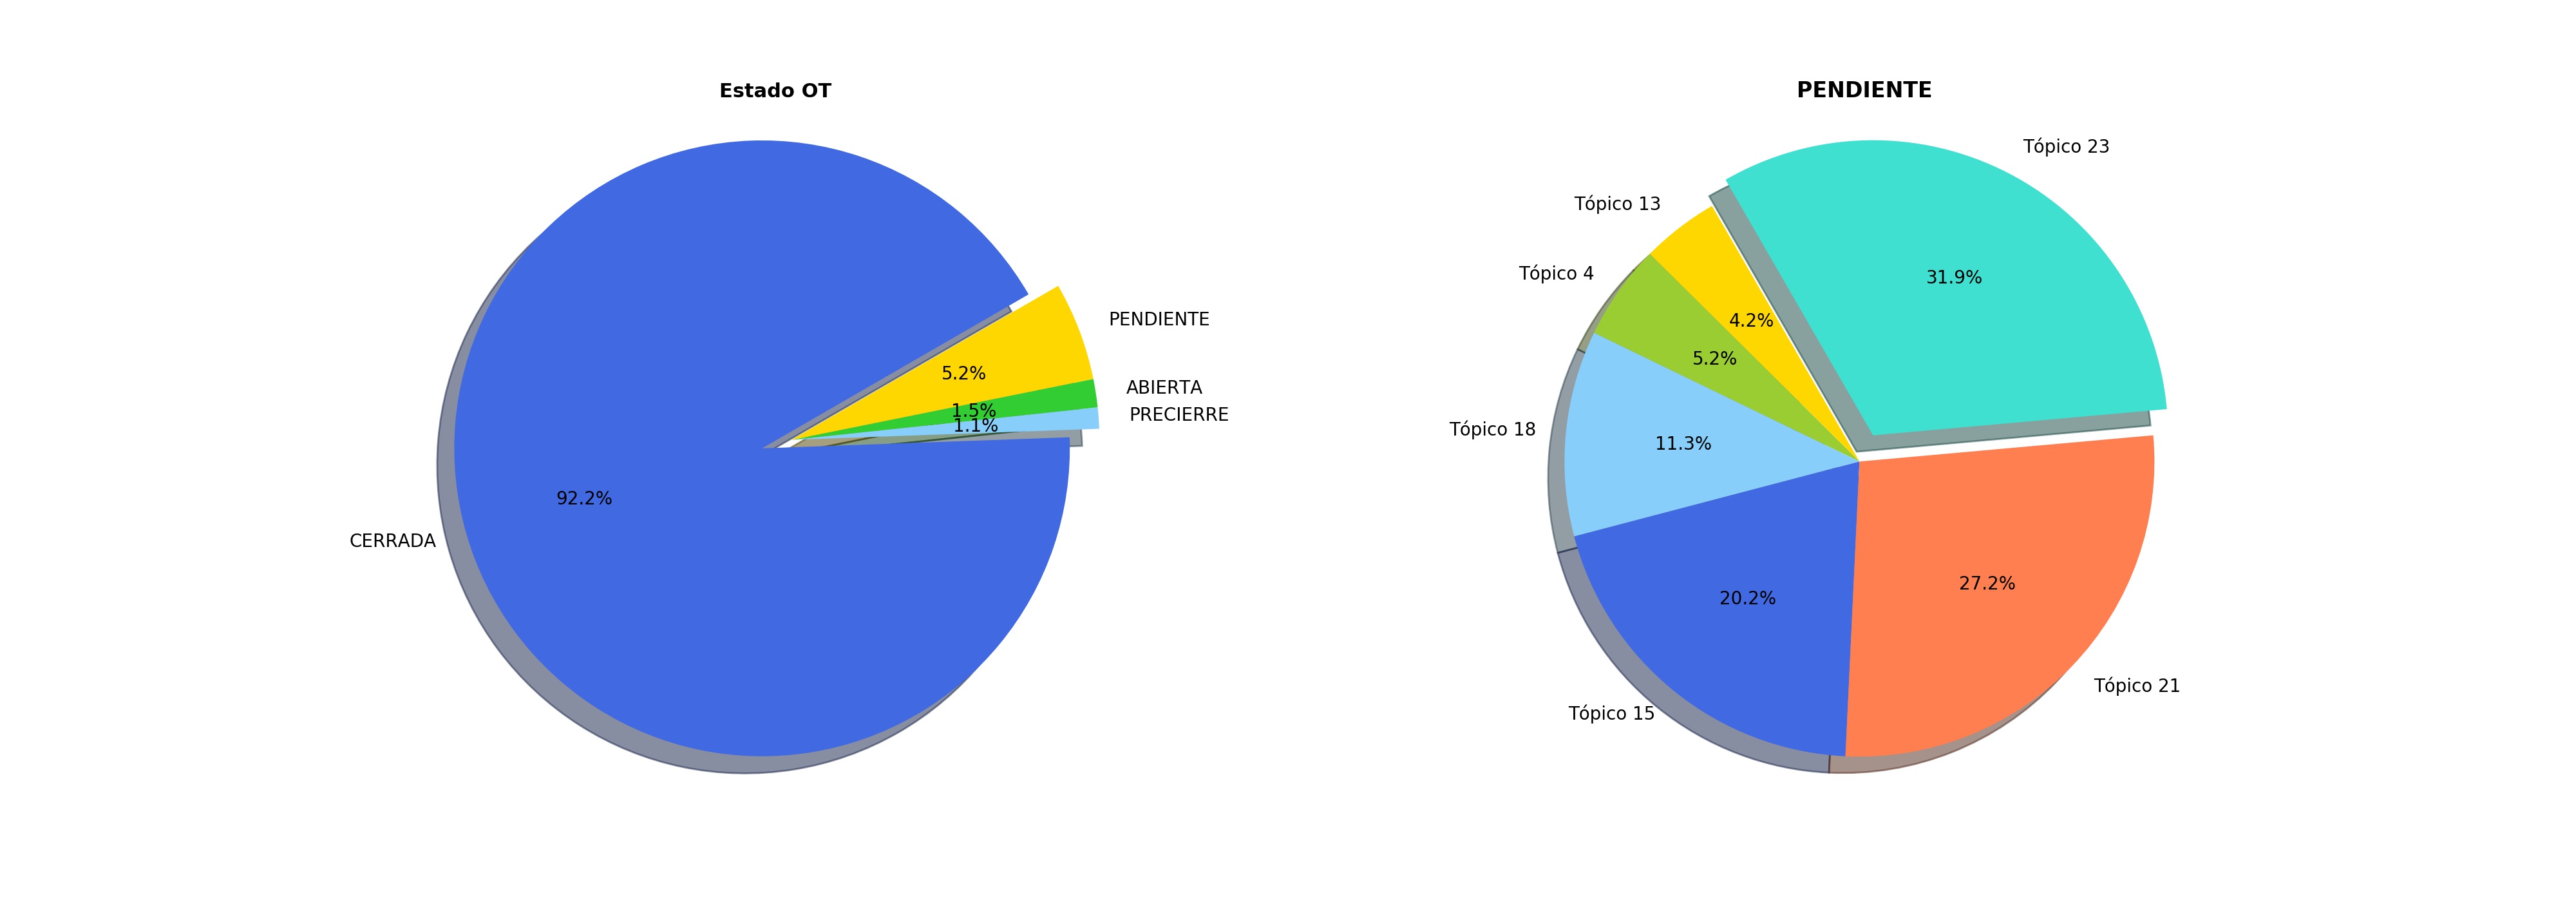 Estado OT
PENDIENTE
5.2%
ABIERTA
1.5%
PRECIERRE
1.1%
92.2%
CERRADA
PENDIENTE
Tópico 23
31.9%
Tópico 13
4.2%
Tópico 4
5.2%
Tópico 18
11.3%
20.2%
Tópico 15
27.2%
Tópico 21